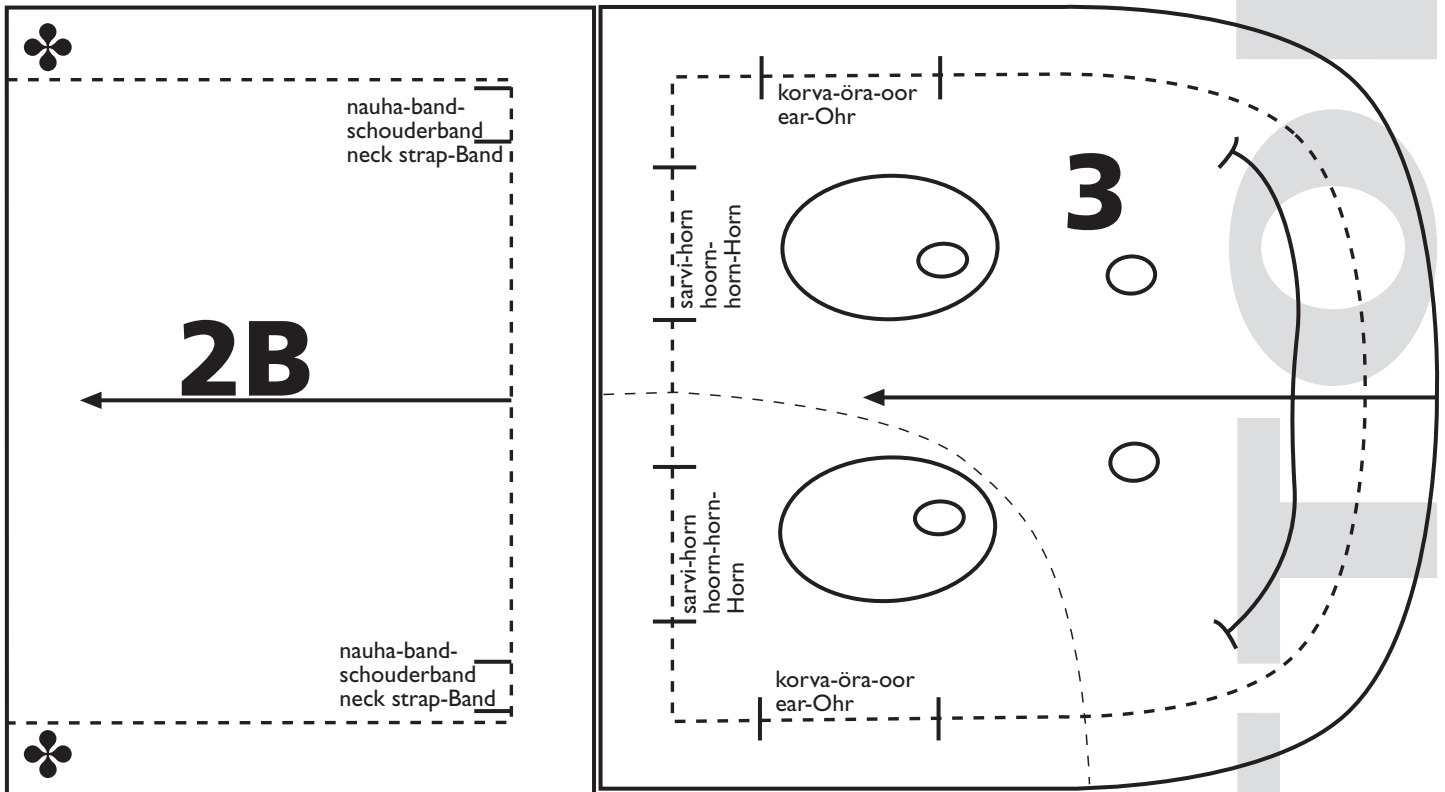 nauha-band-
schouderband
neck strap-Band
2B
nauha-band-
schouderband
neck strap-Band
korva-öra-oor
ear-Ohr
3
sarvi-horn
hoorn-
horn-Horn
sarvi-horn
hoorn-horn-
Horn
korva-öra-oor
ear-Ohr